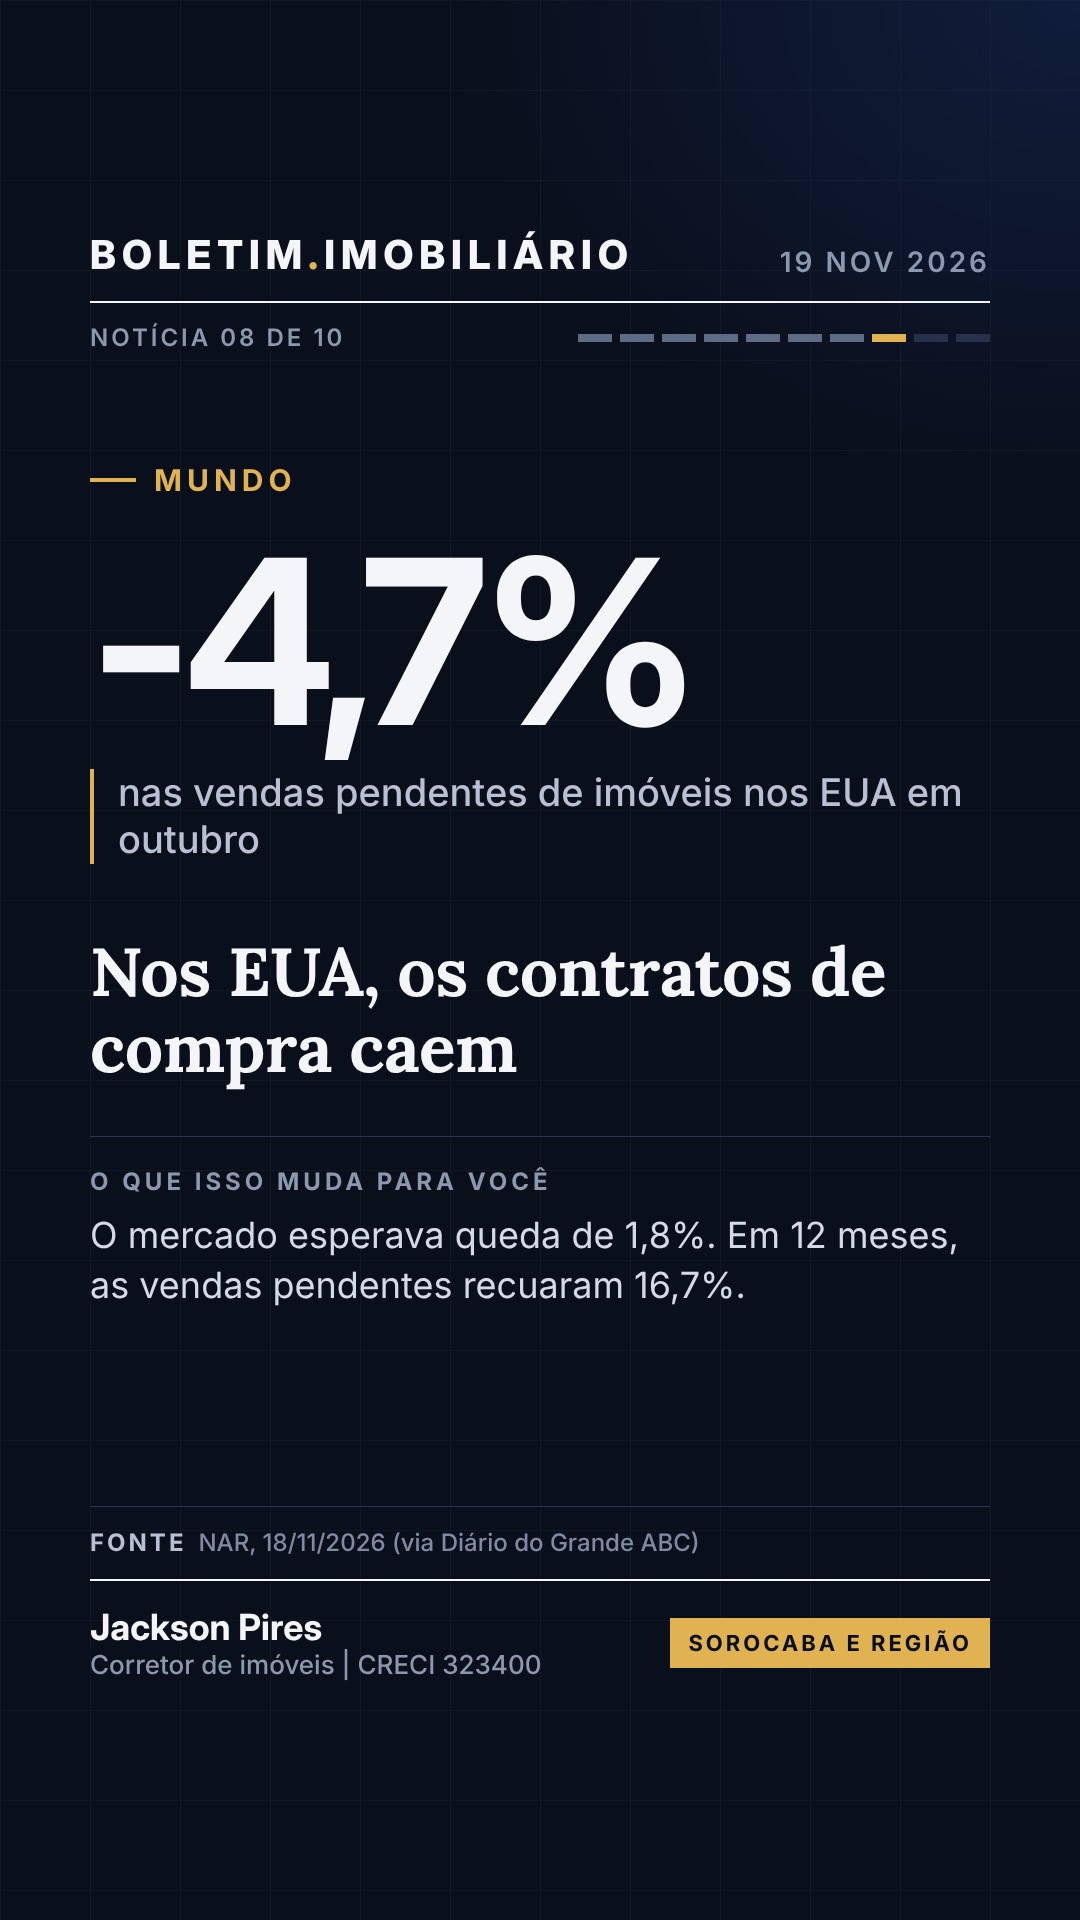 BOLETIM.IMOBILIÁRIO
19 NOV 2026
NOTÍCIA 08 DE 10
MUNDO
-4,7%
nas vendas pendentes de imóveis nos EUA em
outubro
Nos EUA, os contratos de
compra caem
O QUE ISSO MUDA PARA VOCÊ
O mercado esperava queda de 1,8%. Em 12 meses,
as vendas pendentes recuaram 16,7%.
FONTE NAR, 18/11/2026 (via Diário do Grande ABC)
Jackson Pires
Corretor de imóveis | CRECI 323400
SOROCABA E REGIÃO